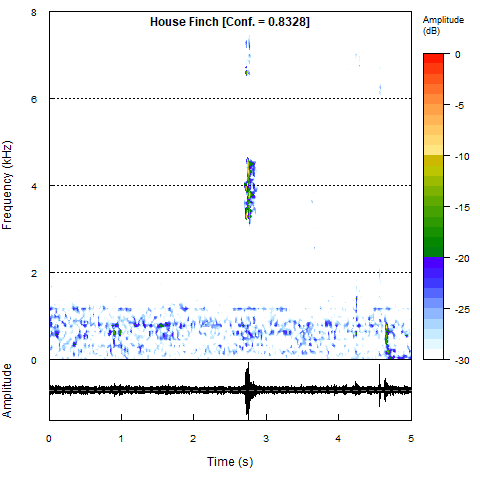 House Finch [Conf. = 0.8328]
Amplitude
(dB)
8
6
4
2
0
Frequency (kHz)
Amplitude
0
-5
-10
-15
-20
-25
-30
0 1 2 3 4 5
Time (s)